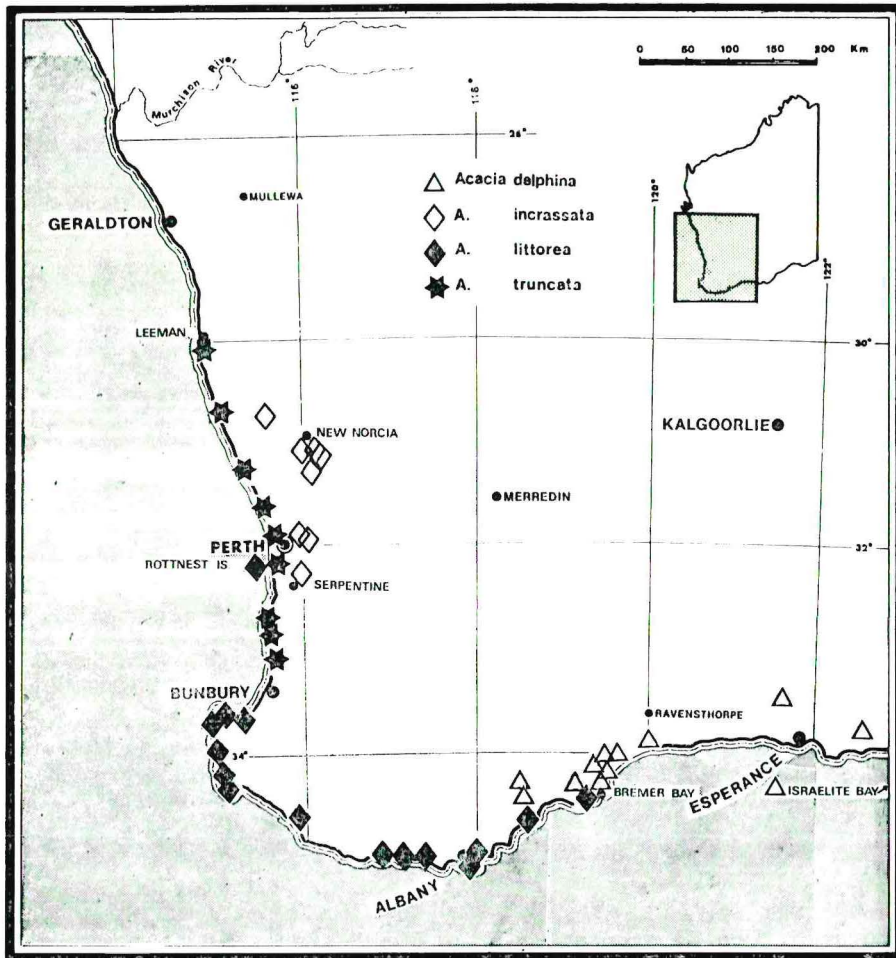 0 50 100 150 200 Km
Murchison River
116°
118°
28°
120°
122°
Acacia delphina
A. incrassata
A. littorea
A. truncata
MULLEWA
GERALDTON
LEEMAN
30°
NEW NORCIA
KALGOORLIE
MERREDIN
PERTH
32°
ROTTNEST IS
SERPENTINE
BUNBURY
RAVENSTHORPE
34°
BREMER BAY
ESPERANCE
ISRAELITE BAY
ALBANY